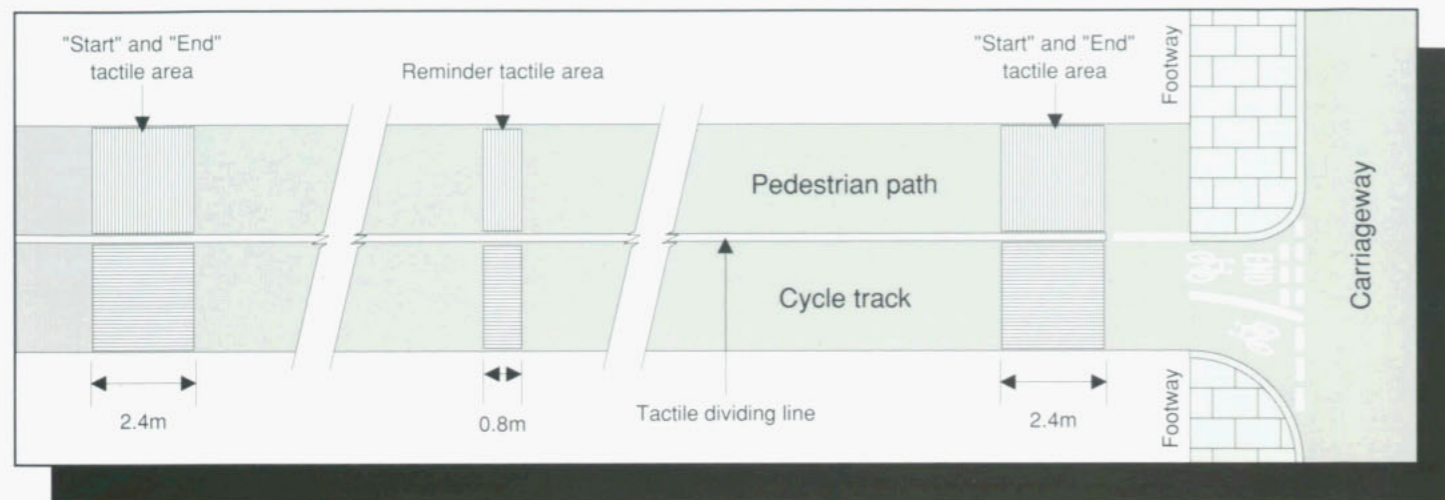 "Start" and "End"
tactile area
Reminder tactile area
"Start" and "End"
tactile area
Footway
Pedestrian path
Cycle track
END
Carriageway
2.4m
0.8m
Tactile dividing line
2.4m
Footway